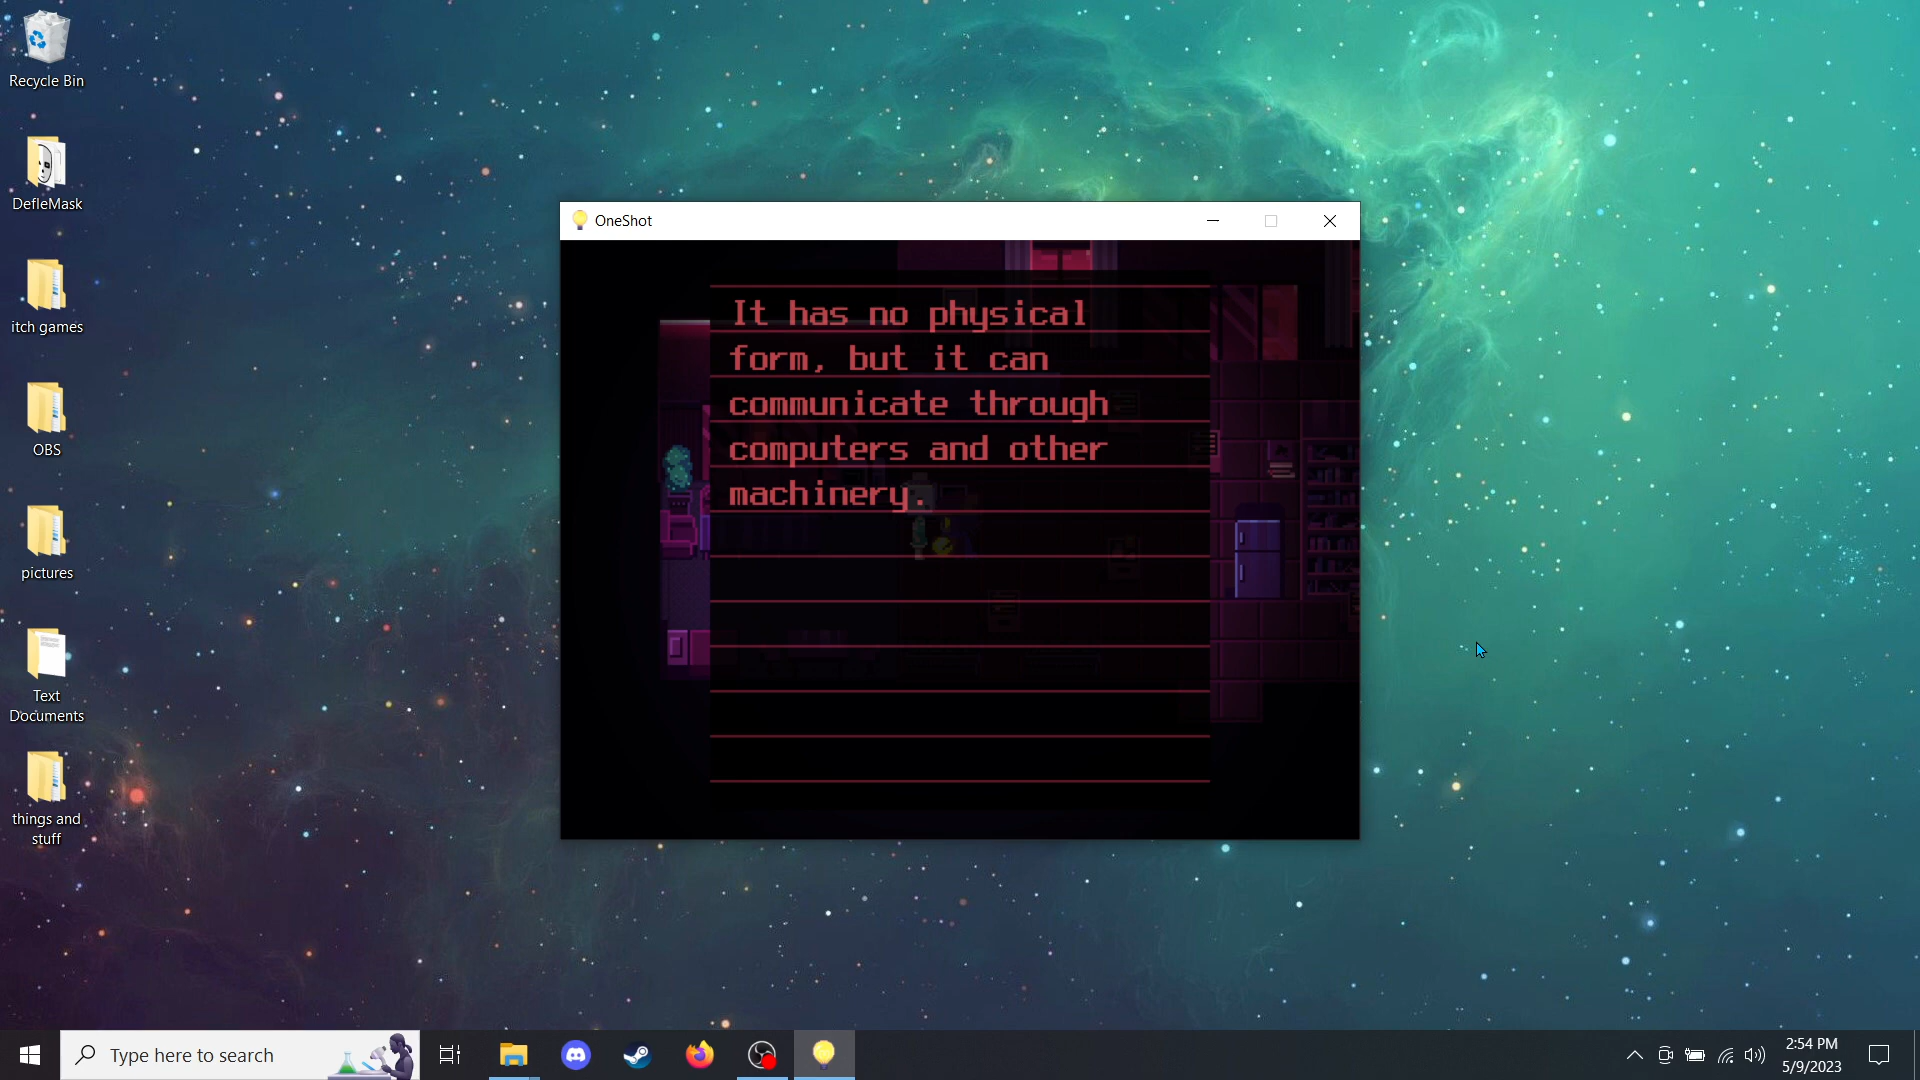 Recycle Bin
DefleMask
itch games
OBS
pictures
Text
Documents
things and
stuff
OneShot
It has no physical
form, but it can
communicate through
computers and other
machinery.
Type here to search
2:54 PM
5/9/2023